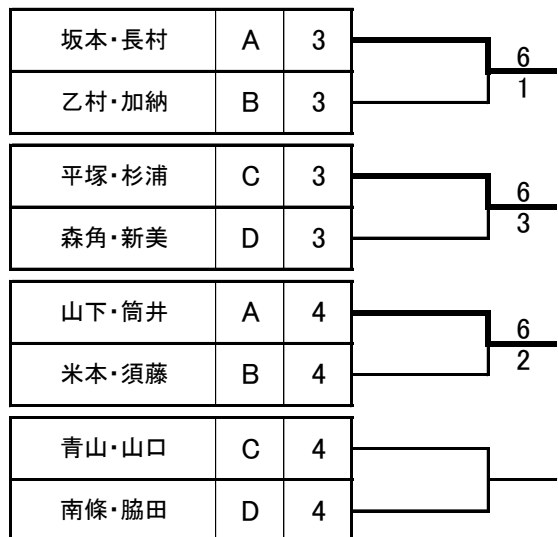 坂本・長村 A 3
6
乙村・加納 B 3
1
平塚・杉浦 C 3
6
森角・新美 D 3
3
山下・筒井 A 4
6
米本・須藤 B 4
2
青山・山口 C 4
南條・脇田 D 4